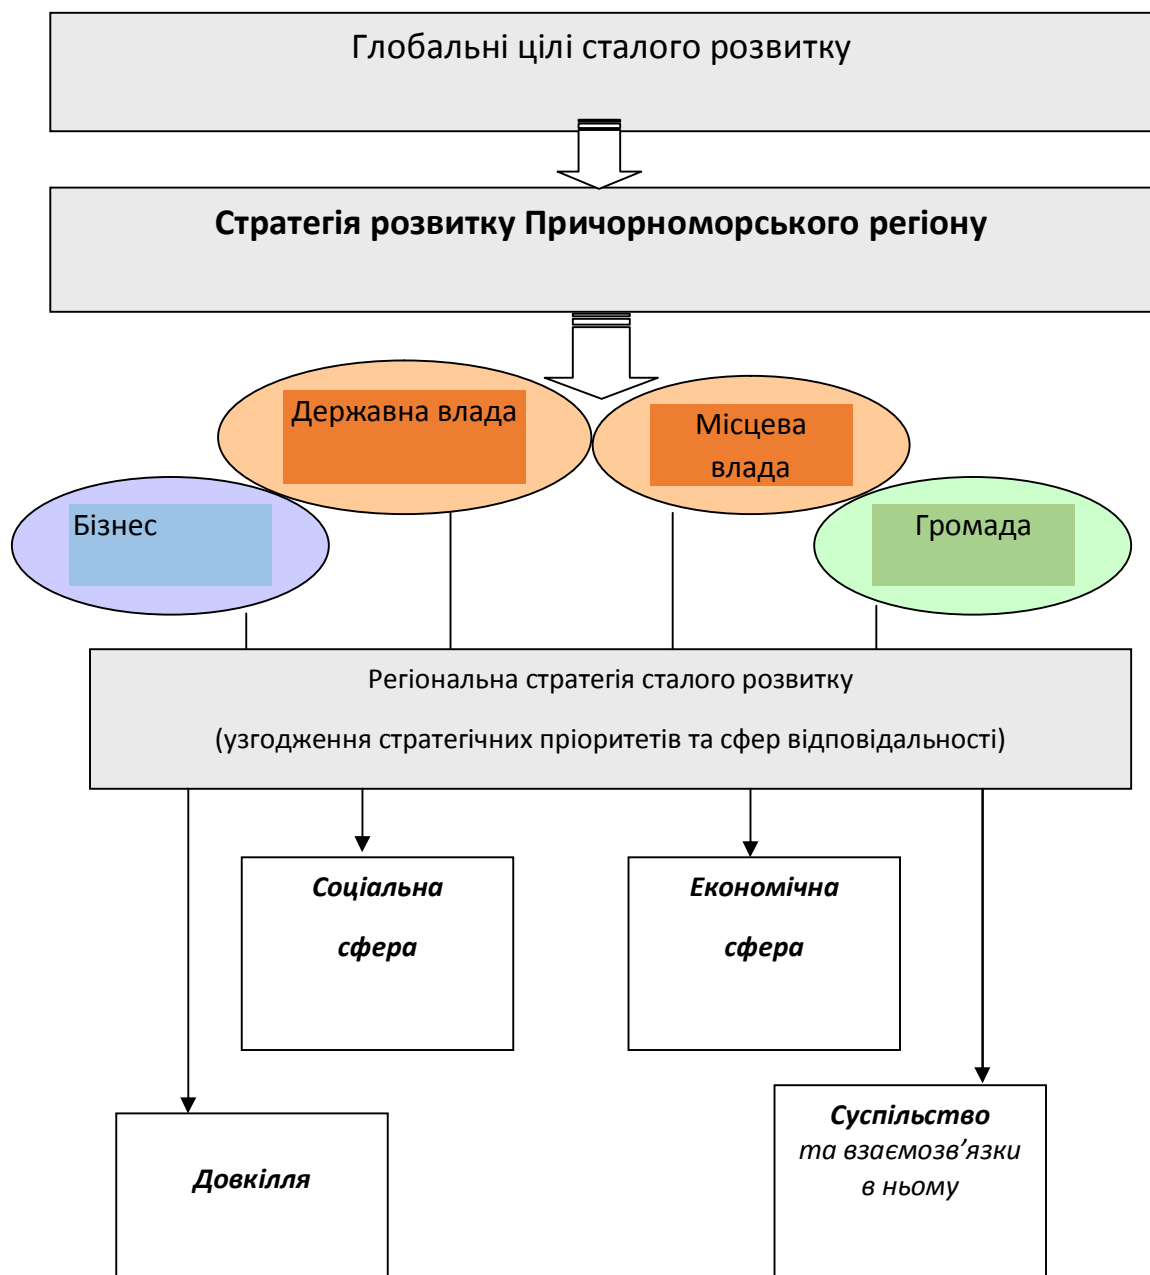 Глобальні цілі сталого розвитку
Стратегія розвитку Причорноморського регіону
Державна влада
Місцева
влада
Бізнес
Громада
Регіональна стратегія сталого розвитку
(узгодження стратегічних пріоритетів та сфер відповідальності)
Соціальна
сфера
Економічна
сфера
Довкілля
Суспільство
та взаємозв’язки
в ньому